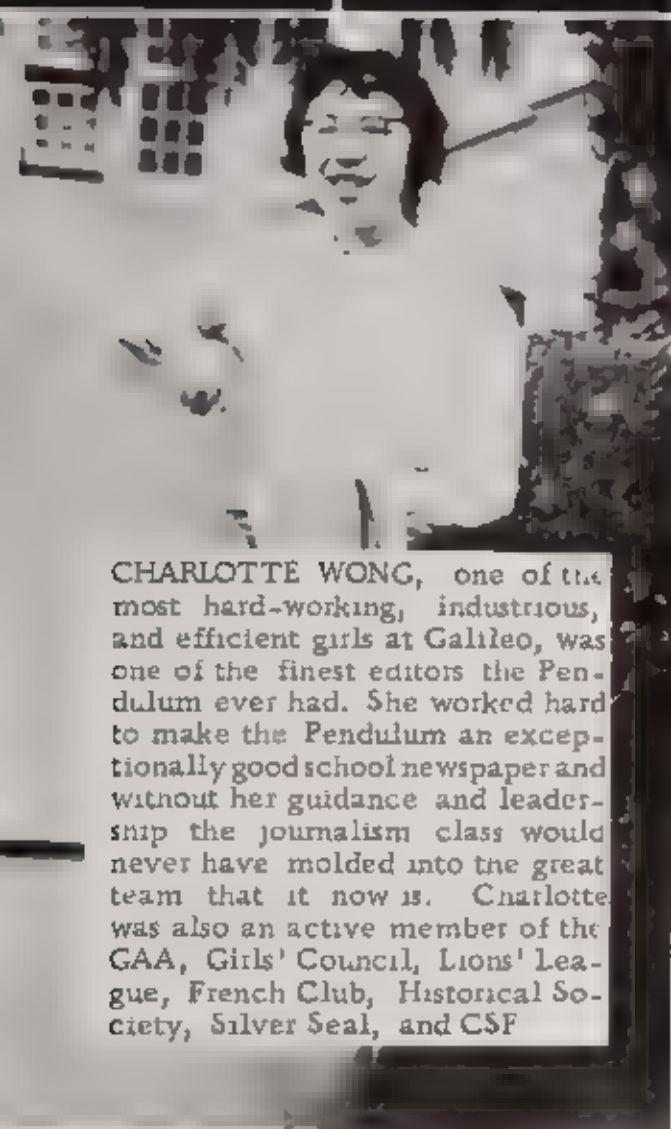 CHARLOTTE WONG, one of the
most hard-working, industrious,
and efficient girls at Galileo, was
one of the finest editors the Pen-
dulum ever had. She worked hard
to make the Pendulum an excep-
tionally good school newspaper and
without her guidance and leader-
ship the journalism class would
never have molded into the great
team that it now is. Charlotte
was also an active member of the
GAA, Girls' Council, Lions' Lea-
gue, French Club, Historical So-
ciety, Silver Seal, and CSF